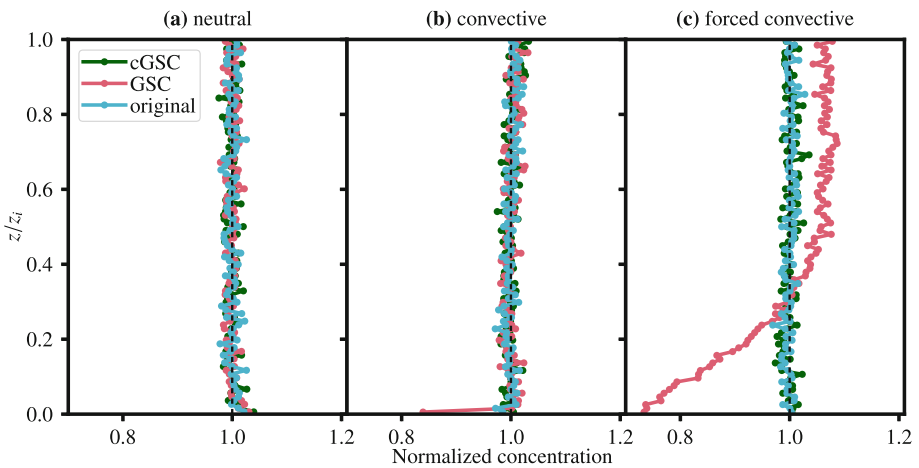 (a) neutral
(b) convective
(c) forced convective
cGSC
GSC
original
1.0
0.8
0.6
0.4
0.2
0.0
z/z_i
0.8 1.0 1.2
0.8 1.0 1.2
0.8 1.0 1.2
Normalized concentration